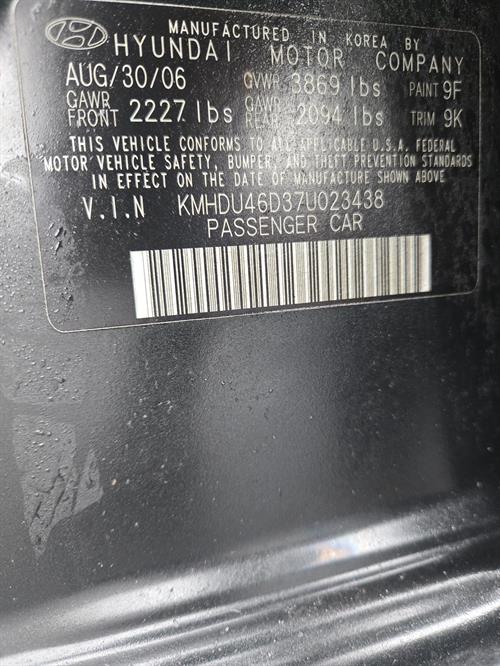 MANUFACTURED IN KOREA BY
HYUNDAI MOTOR COMPANY
AUG/30/06 GVWR 3869 lbs PAINT 9F
GAWR FRONT 2227 lbs GAWR REAR 2094 lbs TRIM 9K
THIS VEHICLE CONFORMS TO ALL APPLICABLE U.S.A. FEDERAL
MOTOR VEHICLE SAFETY, BUMPER, AND THEFT PREVENTION STANDARDS
IN EFFECT ON THE DATE OF MANUFACTURE SHOWN ABOVE
V.I.N KMHDU46D37U023438
PASSENGER CAR